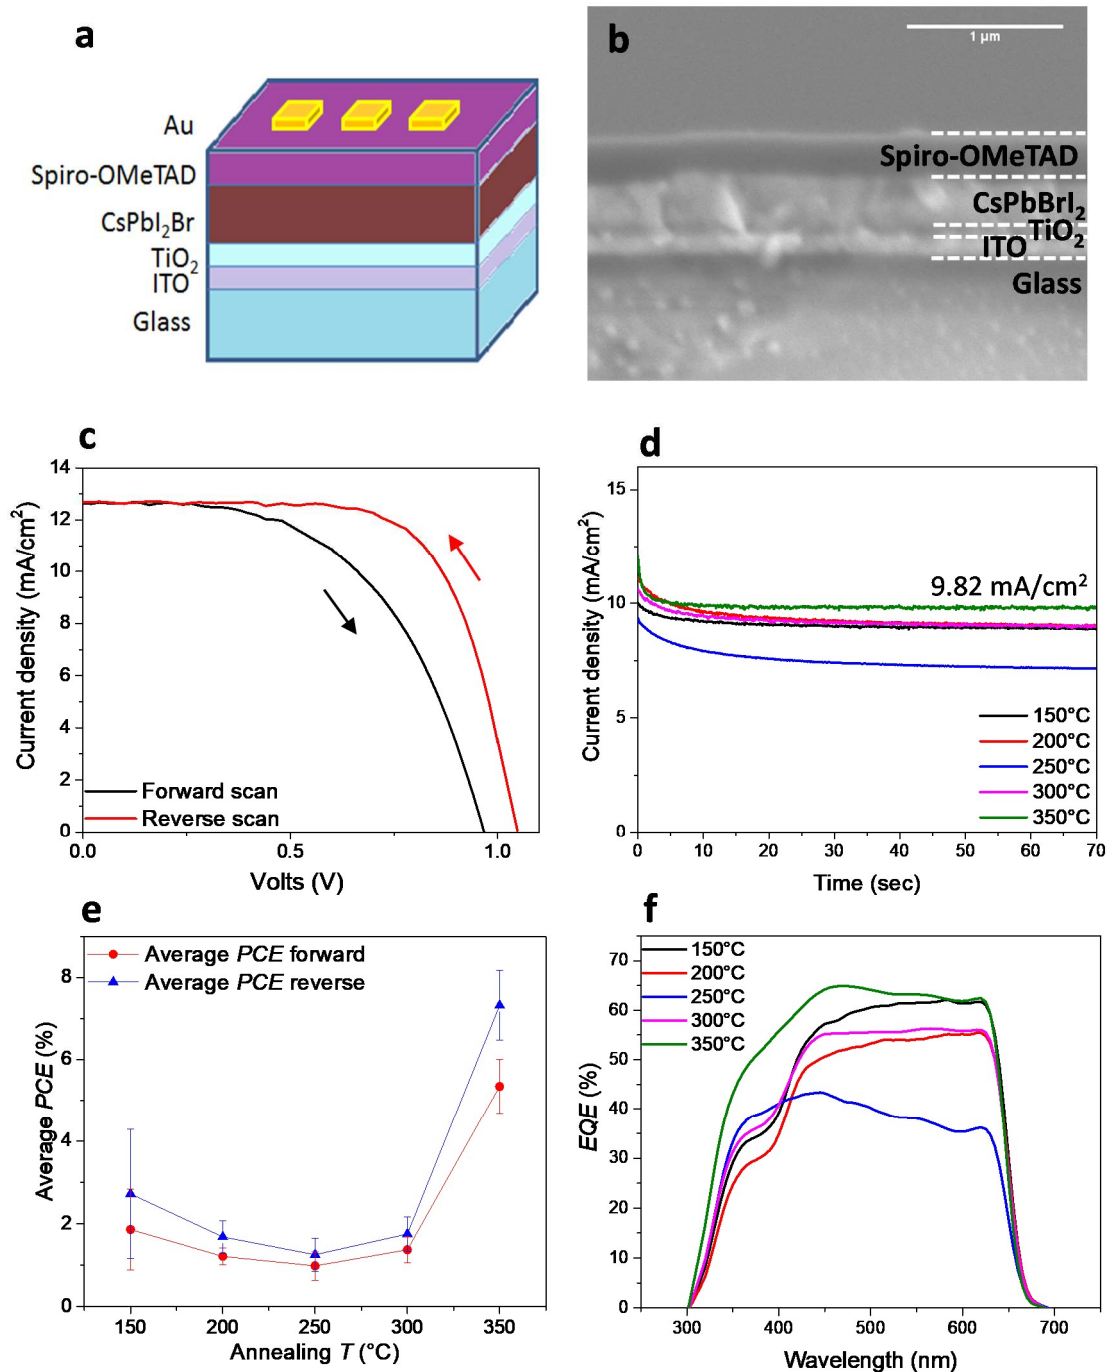 a
Au
Spiro-OMeTAD
CsPbI₂Br
TiO₂
ITO
Glass
b
1 µm
Spiro-OMeTAD
CsPbBrI₂
TiO₂
ITO
Glass
c
14
12
10
8
6
4
2
0
0.0 0.5 1.0
Current density (mA/cm²)
Volts (V)
Forward scan
Reverse scan
d
15
10
5
0
0 10 20 30 40 50 60 70
Current density (mA/cm²)
Time (sec)
9.82 mA/cm²
150°C
200°C
250°C
300°C
350°C
e
Average PCE forward
Average PCE reverse
8
6
4
2
0
150 200 250 300 350
Average PCE (%)
Annealing T (°C)
f
150°C
200°C
250°C
300°C
350°C
70
60
50
40
30
20
10
0
300 400 500 600 700
EQE (%)
Wavelength (nm)